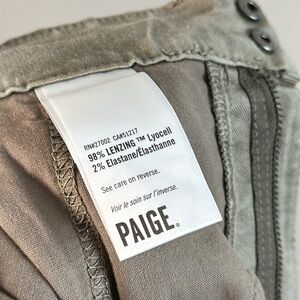 RN#27002 CA#51217
98% LENZING™ Lyocell
2% Elastane/Élasthanne
See care on reverse.
Voir le soin sur l'inverse.
PAIGE.